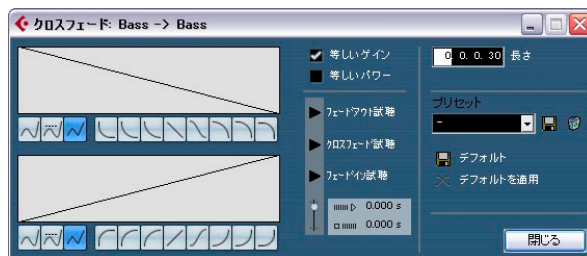 クロスフェード: Bass -> Bass
等しいゲイン
等しいパワー
フェードアウト試聴
クロスフェード試聴
フェードイン試聴
0.000 s
0.000 s
0. 0. 0. 30 長さ
プリセット
-
デフォルト
デフォルトを適用
閉じる